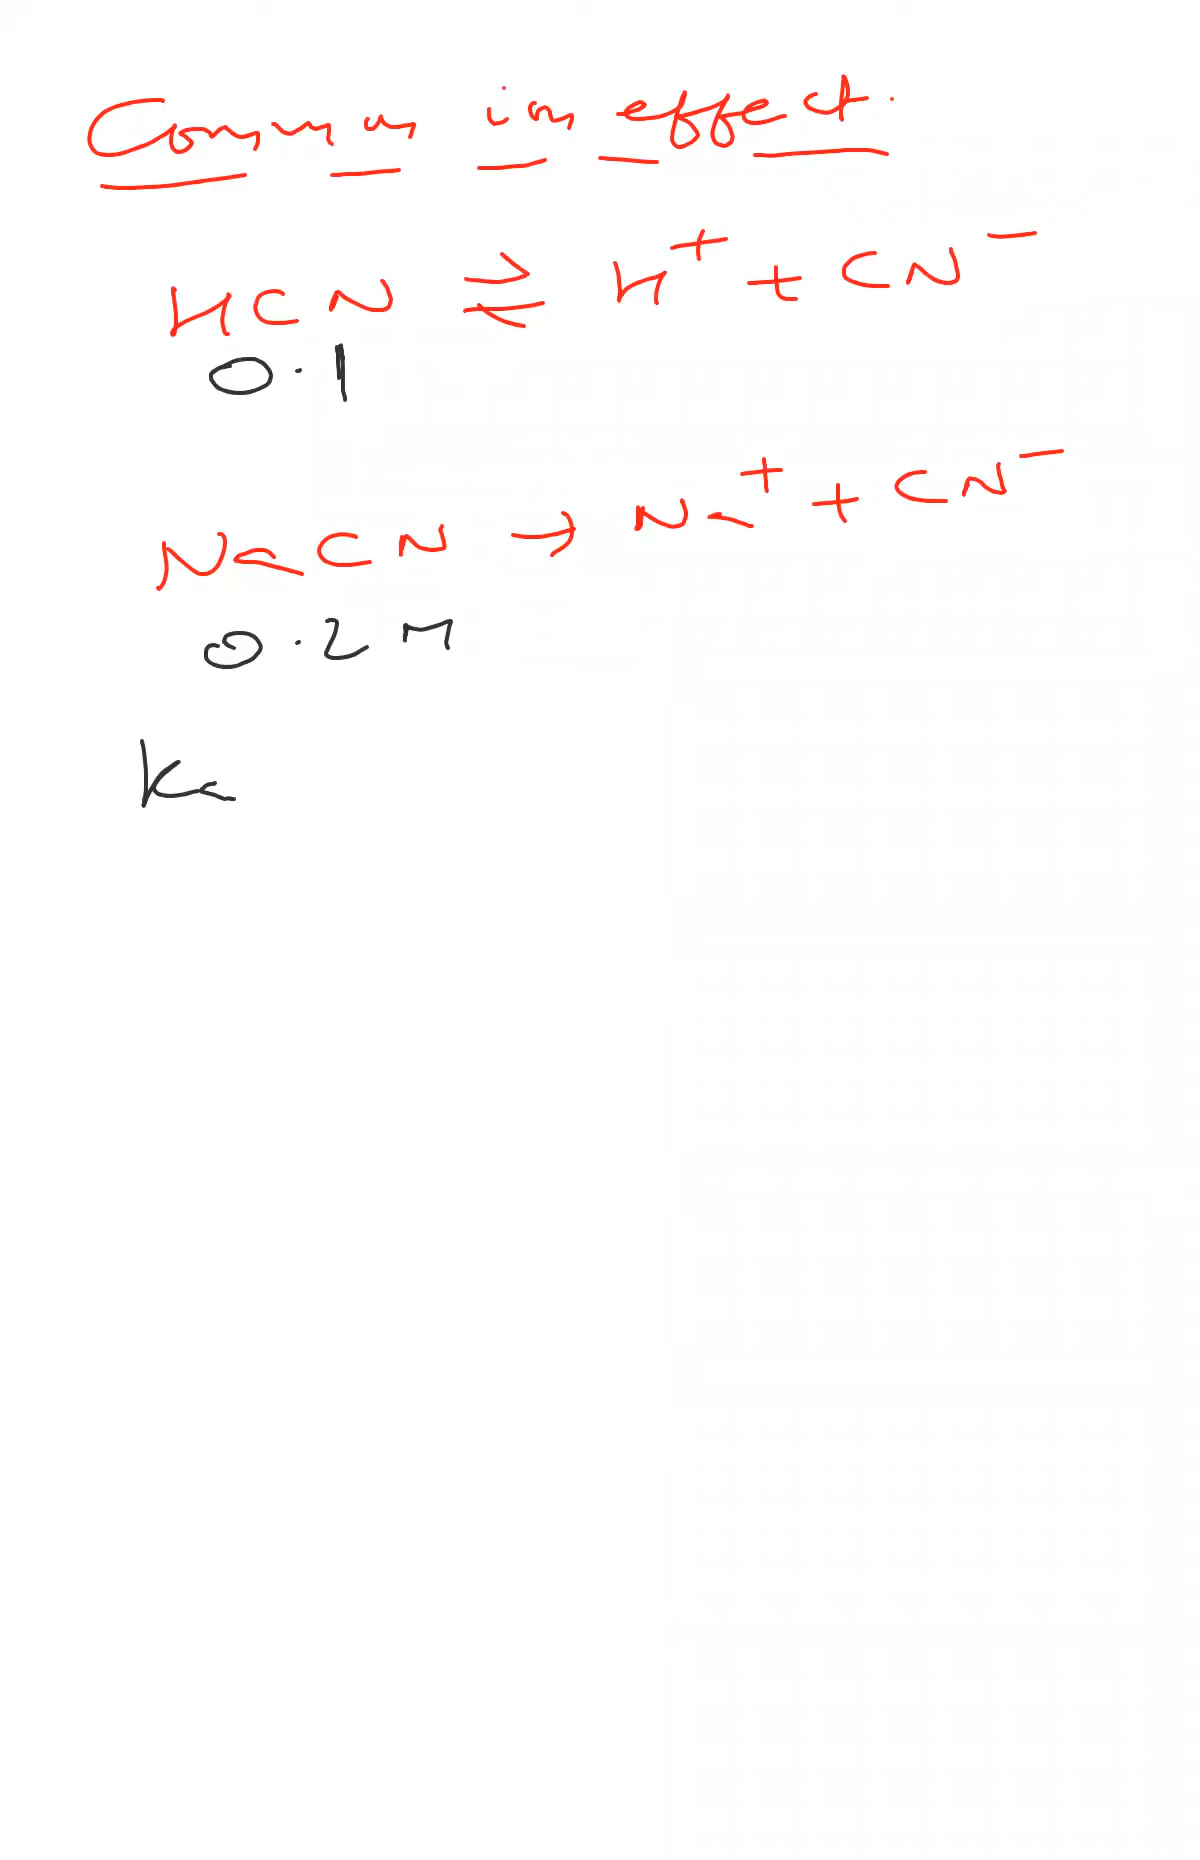 Common ion effect.
HCN ⇌ H⁺ + CN⁻
0.1
NaCN → Na⁺ + CN⁻
0.2 M
Ka